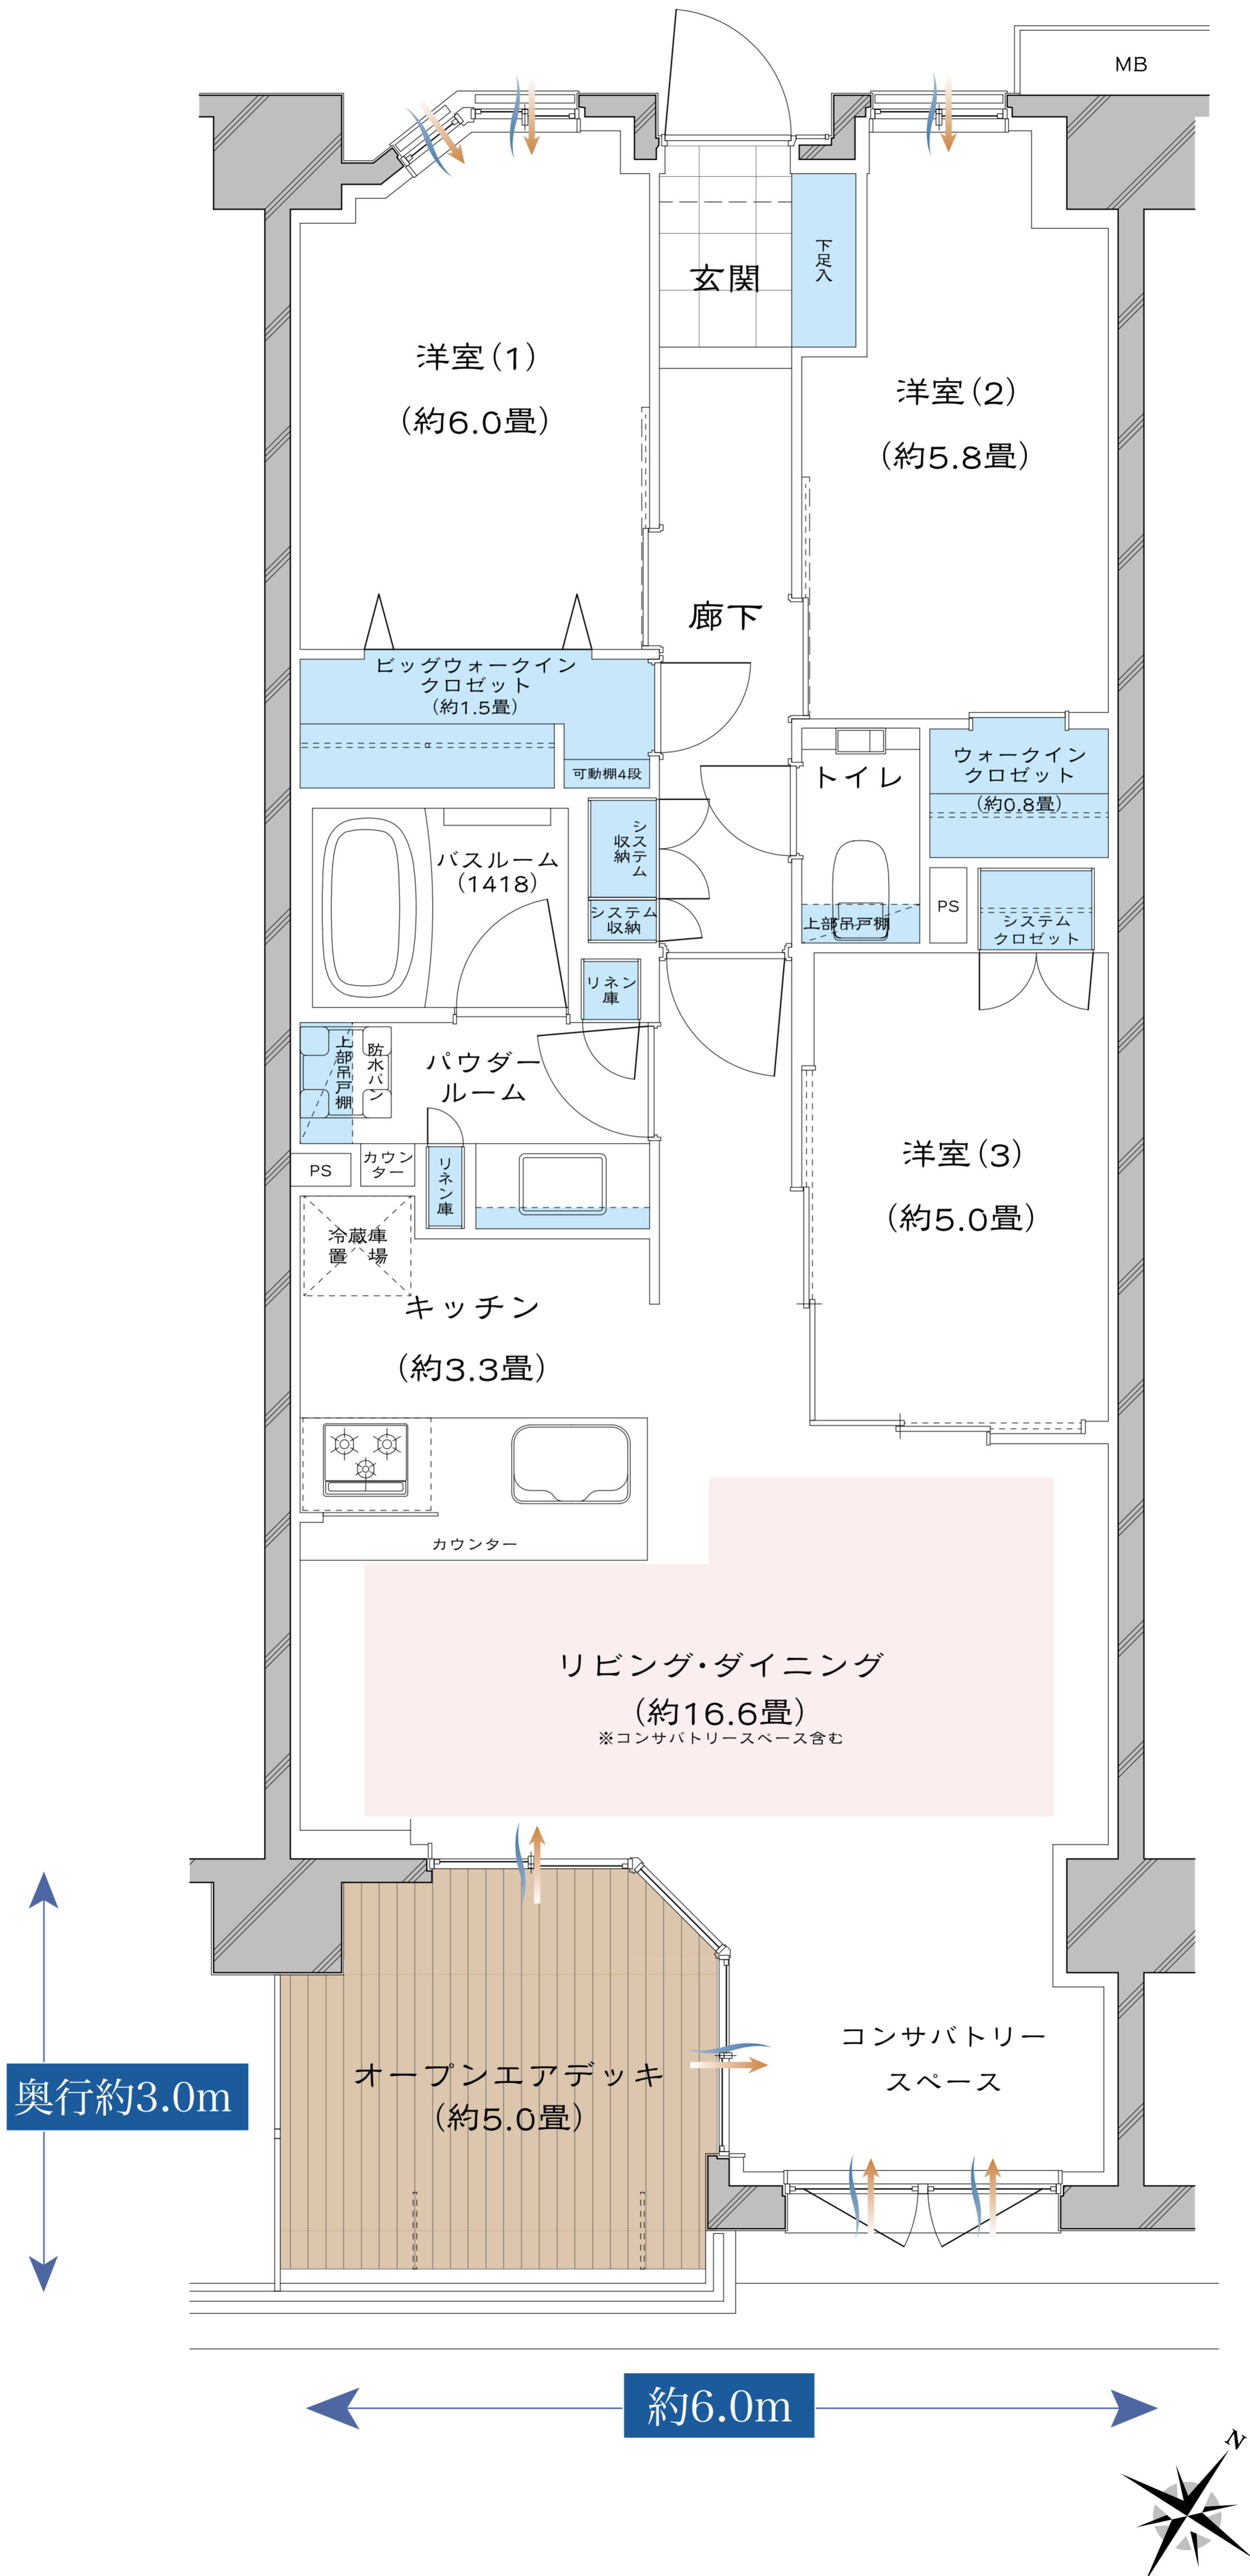 MB
下足入
玄関
洋室(1)
(約6.0畳)
洋室(2)
(約5.8畳)
廊下
ビッグウォークイン
クロゼット
(約1.5畳)
可動棚4段
トイレ
ウォークイン
クロゼット
(約0.8畳)
バスルーム
(1418)
システム
収納
システム
収納
上部吊戸棚
PS
システム
クロゼット
リネン
庫
上部吊戸棚
防水パン
パウダー
ルーム
PS
カウン
ター
リネン庫
洋室(3)
(約5.0畳)
冷蔵庫
置 場
キッチン
(約3.3畳)
カウンター
リビング・ダイニング
(約16.6畳)
※コンサバトリースペース含む
コンサバトリー
スペース
オープンエアデッキ
(約5.0畳)
奥行約3.0m
約6.0m
N